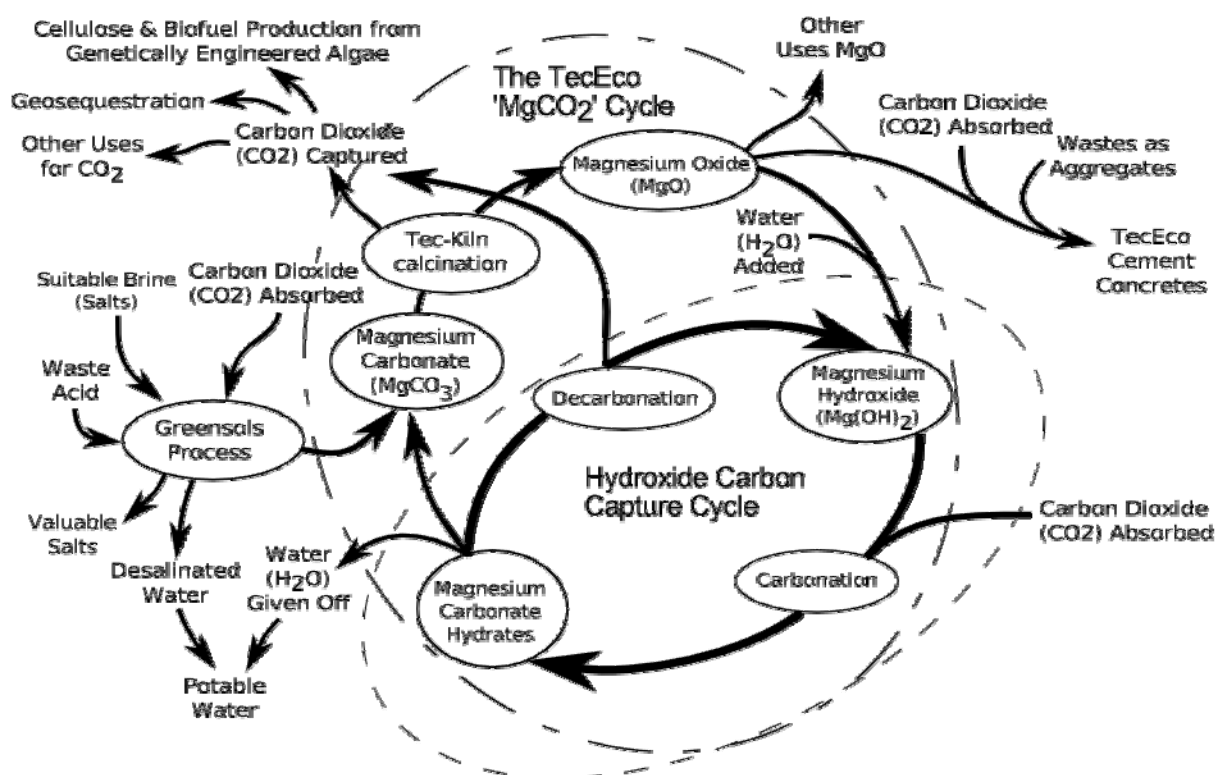 Cellulose & Biofuel Production from
Genetically Engineered Algae
Geosequestration
Other Uses
for CO2
Carbon Dioxide
(CO2) Captured
The TecEco
'MgCO2' Cycle
Other
Uses MgO
Carbon Dioxide
(CO2) Absorbed
Wastes as
Aggregates
Magnesium Oxide
(MgO)
Water
(H2O)
Added
TecEco
Cement
Concretes
Tec-Kiln
calcination
Suitable Brine
(Salts)
Carbon Dioxide
(CO2) Absorbed
Magnesium
Carbonate
(MgCO3)
Waste
Acid
Greensols
Process
Decarbonation
Magnesium
Hydroxide
(Mg(OH)2)
Hydroxide Carbon
Capture Cycle
Valuable
Salts
Desalinated
Water
Water
(H2O)
Given Off
Magnesium
Carbonate
Hydrates
Carbonation
Carbon Dioxide
(CO2) Absorbed
Potable
Water